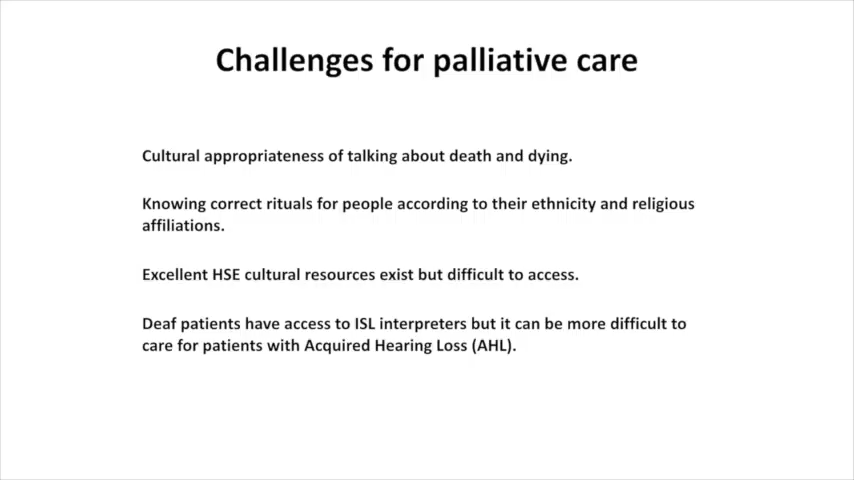 Challenges for palliative care
Cultural appropriateness of talking about death and dying.
Knowing correct rituals for people according to their ethnicity and religious
affiliations.
Excellent HSE cultural resources exist but difficult to access.
Deaf patients have access to ISL interpreters but it can be more difficult to
care for patients with Acquired Hearing Loss (AHL).